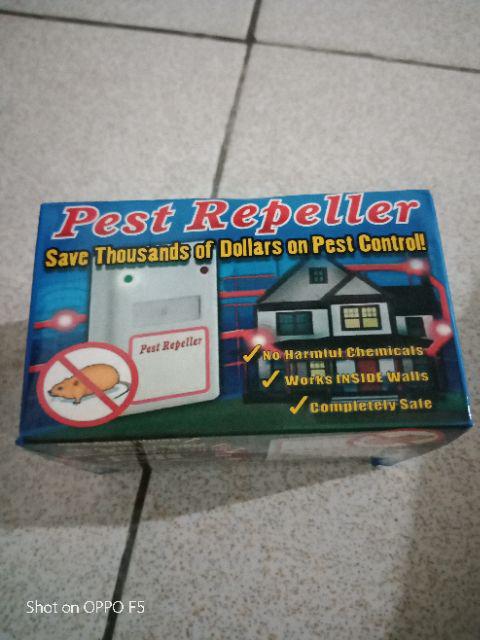 Pest Repeller
Save Thousands of Dollars on Pest Control!
Pest Repeller
No Harmful Chemicals
Works INSIDE Walls
Completely Safe
Shot on OPPO F5